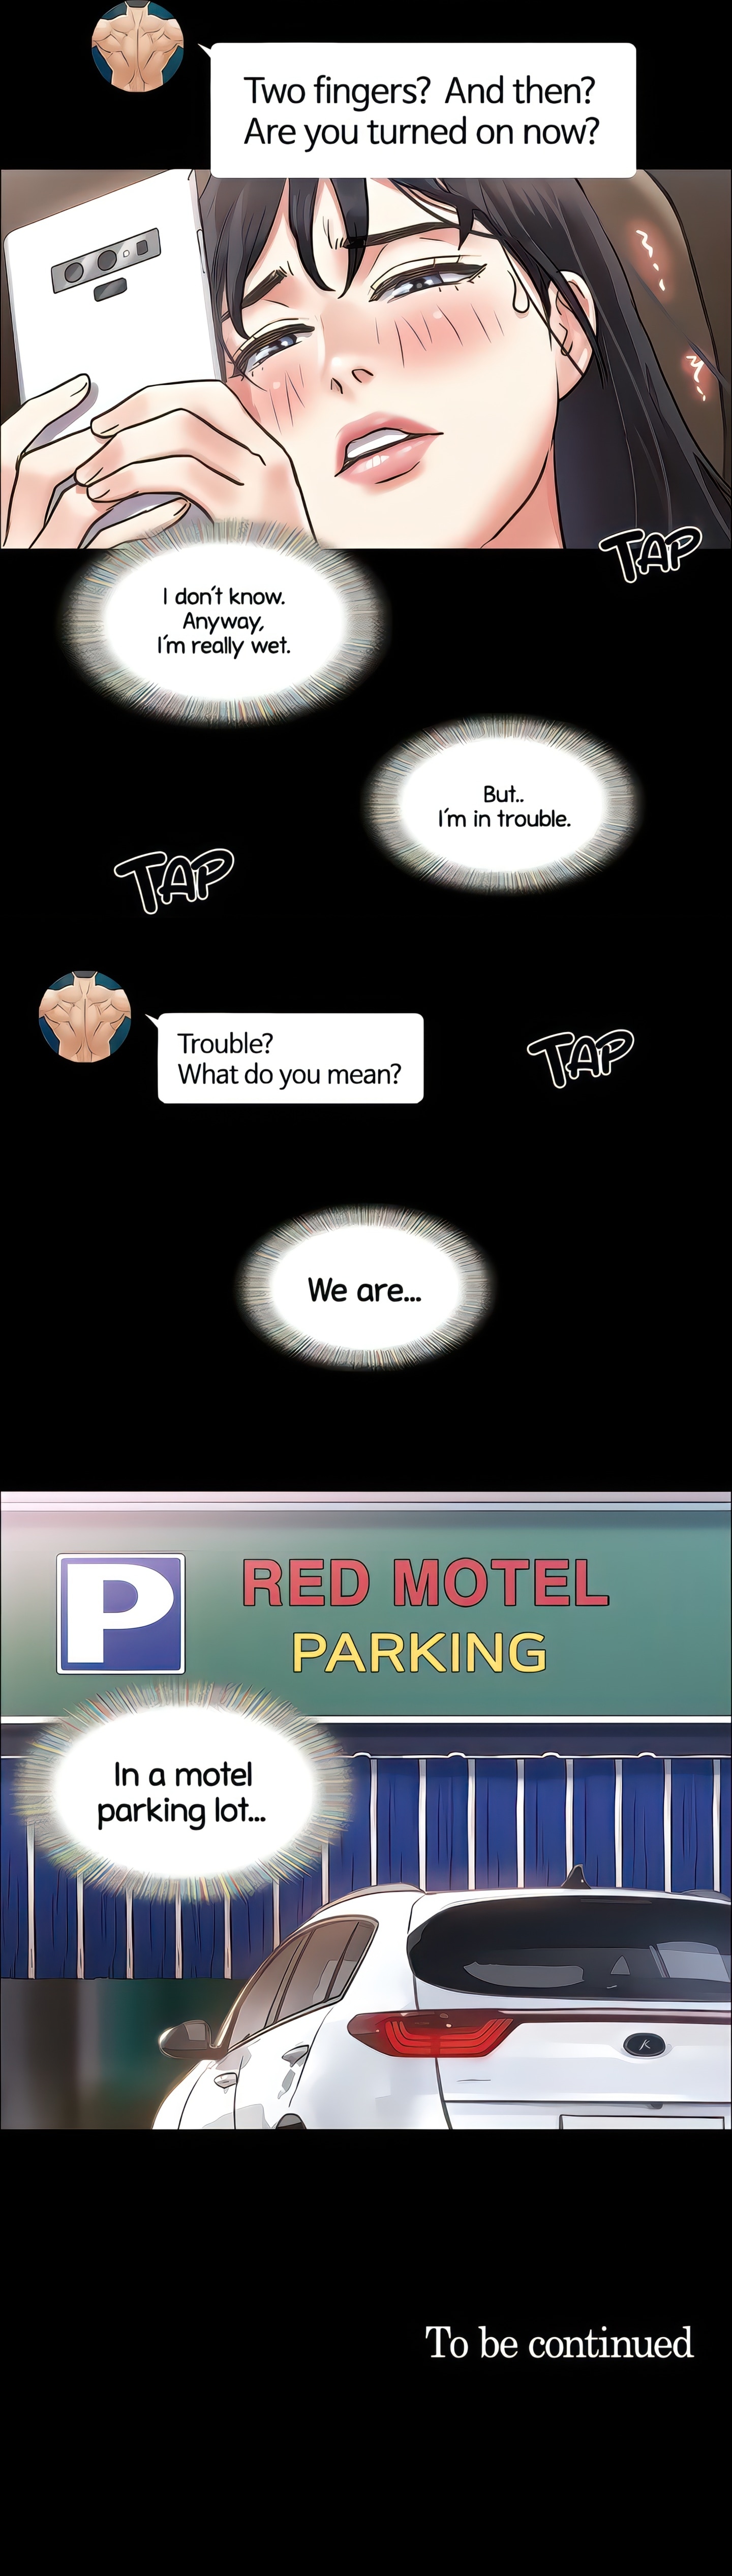 Two fingers? And then?
Are you turned on now?
TAP
I don't know.
Anyway,
I'm really wet.
But..
I'm in trouble.
TAP
Trouble?
What do you mean?
TAP
We are...
P
RED MOTEL
PARKING
In a motel
parking lot...
K
To be continued